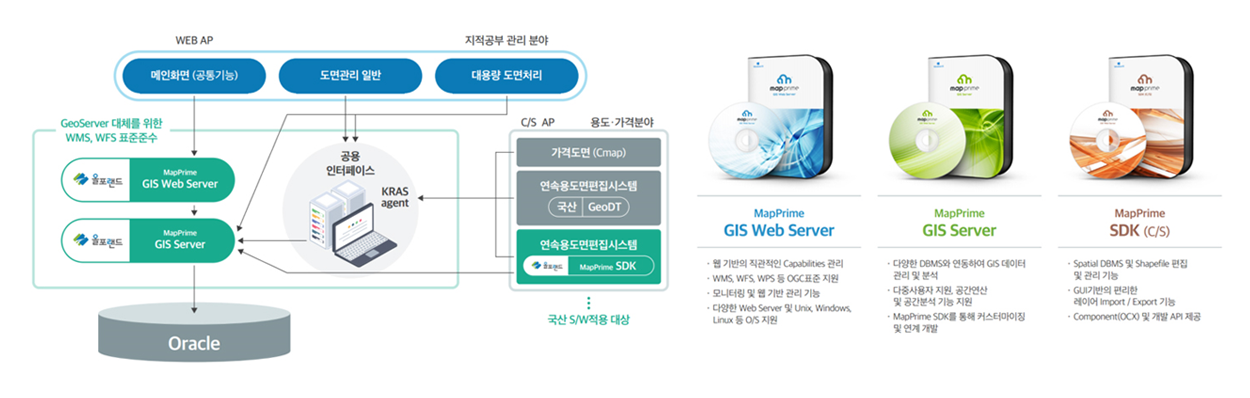 WEB AP
지적공부 관리 분야
메인화면 (공통기능)
도면관리 일반
대용량 도면처리
GeoServer 대체를 위한
WMS, WFS 표준준수
올포랜드
MapPrime
GIS Web Server
올포랜드
MapPrime
GIS Server
Oracle
공용
인터페이스
KRAS
agent
C/S AP
용도·가격분야
가격도면 (Cmap)
연속용도면편집시스템
국산 GeoDT
연속용도면편집시스템
올포랜드 MapPrime SDK
국산 S/W적용 대상
map prime
map prime
map prime
MapPrime
GIS Web Server
· 웹 기반의 직관적인 Capabilities 관리
· WMS, WFS, WPS 등 OGC표준 지원
· 모니터링 및 웹 기반 관리 기능
· 다양한 Web Server 및 Unix, Windows,
Linux 등 O/S 지원
MapPrime
GIS Server
· 다양한 DBMS와 연동하여 GIS 데이터
관리 및 분석
· 다중사용자 지원, 공간연산
및 공간분석 기능 지원
· MapPrime SDK를 통해 커스터마이징
및 연계 개발
MapPrime
SDK (C/S)
· Spatial DBMS 및 Shapefile 편집
및 관리 기능
· GUI기반의 편리한
레이어 Import / Export 기능
· Component(OCX) 및 개발 API 제공